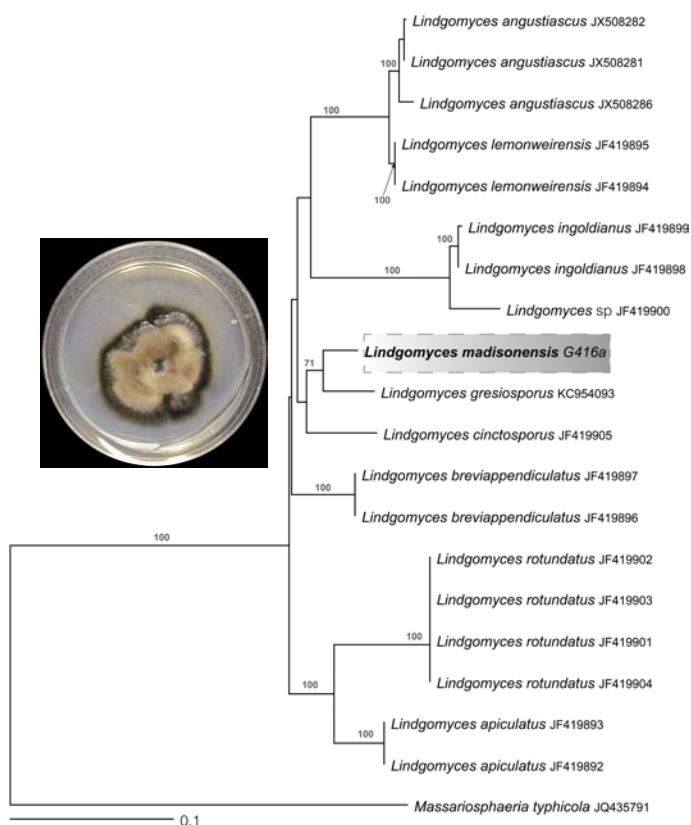 Lindgomyces angustiascus JX508282
100
Lindgomyces angustiascus JX508281
100
Lindgomyces angustiascus JX508286
Lindgomyces lemonweirensis JF419895
Lindgomyces lemonweirensis JF419894
100
Lindgomyces ingoldianus JF419899
100
100
Lindgomyces ingoldianus JF419898
Lindgomyces sp JF419900
Lindgomyces madisonensis G416a
71
Lindgomyces gresiosporus KC954093
Lindgomyces cinctosporus JF419905
Lindgomyces breviappendiculatus JF419897
100
Lindgomyces breviappendiculatus JF419896
100
Lindgomyces rotundatus JF419902
Lindgomyces rotundatus JF419903
100
Lindgomyces rotundatus JF419901
Lindgomyces rotundatus JF419904
100
Lindgomyces apiculatus JF419893
100
Lindgomyces apiculatus JF419892
Massariosphaeria typhicola JQ435791
0.1